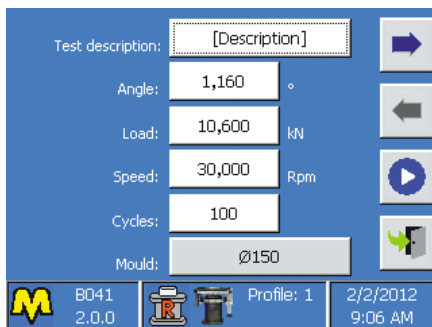 Test description: [Description]
Angle: 1,160 °
Load: 10,600 kN
Speed: 30,000 Rpm
Cycles: 100
Mould: Ø150
B041 Profile: 1 2/2/2012
2.0.0 R 9:06 AM